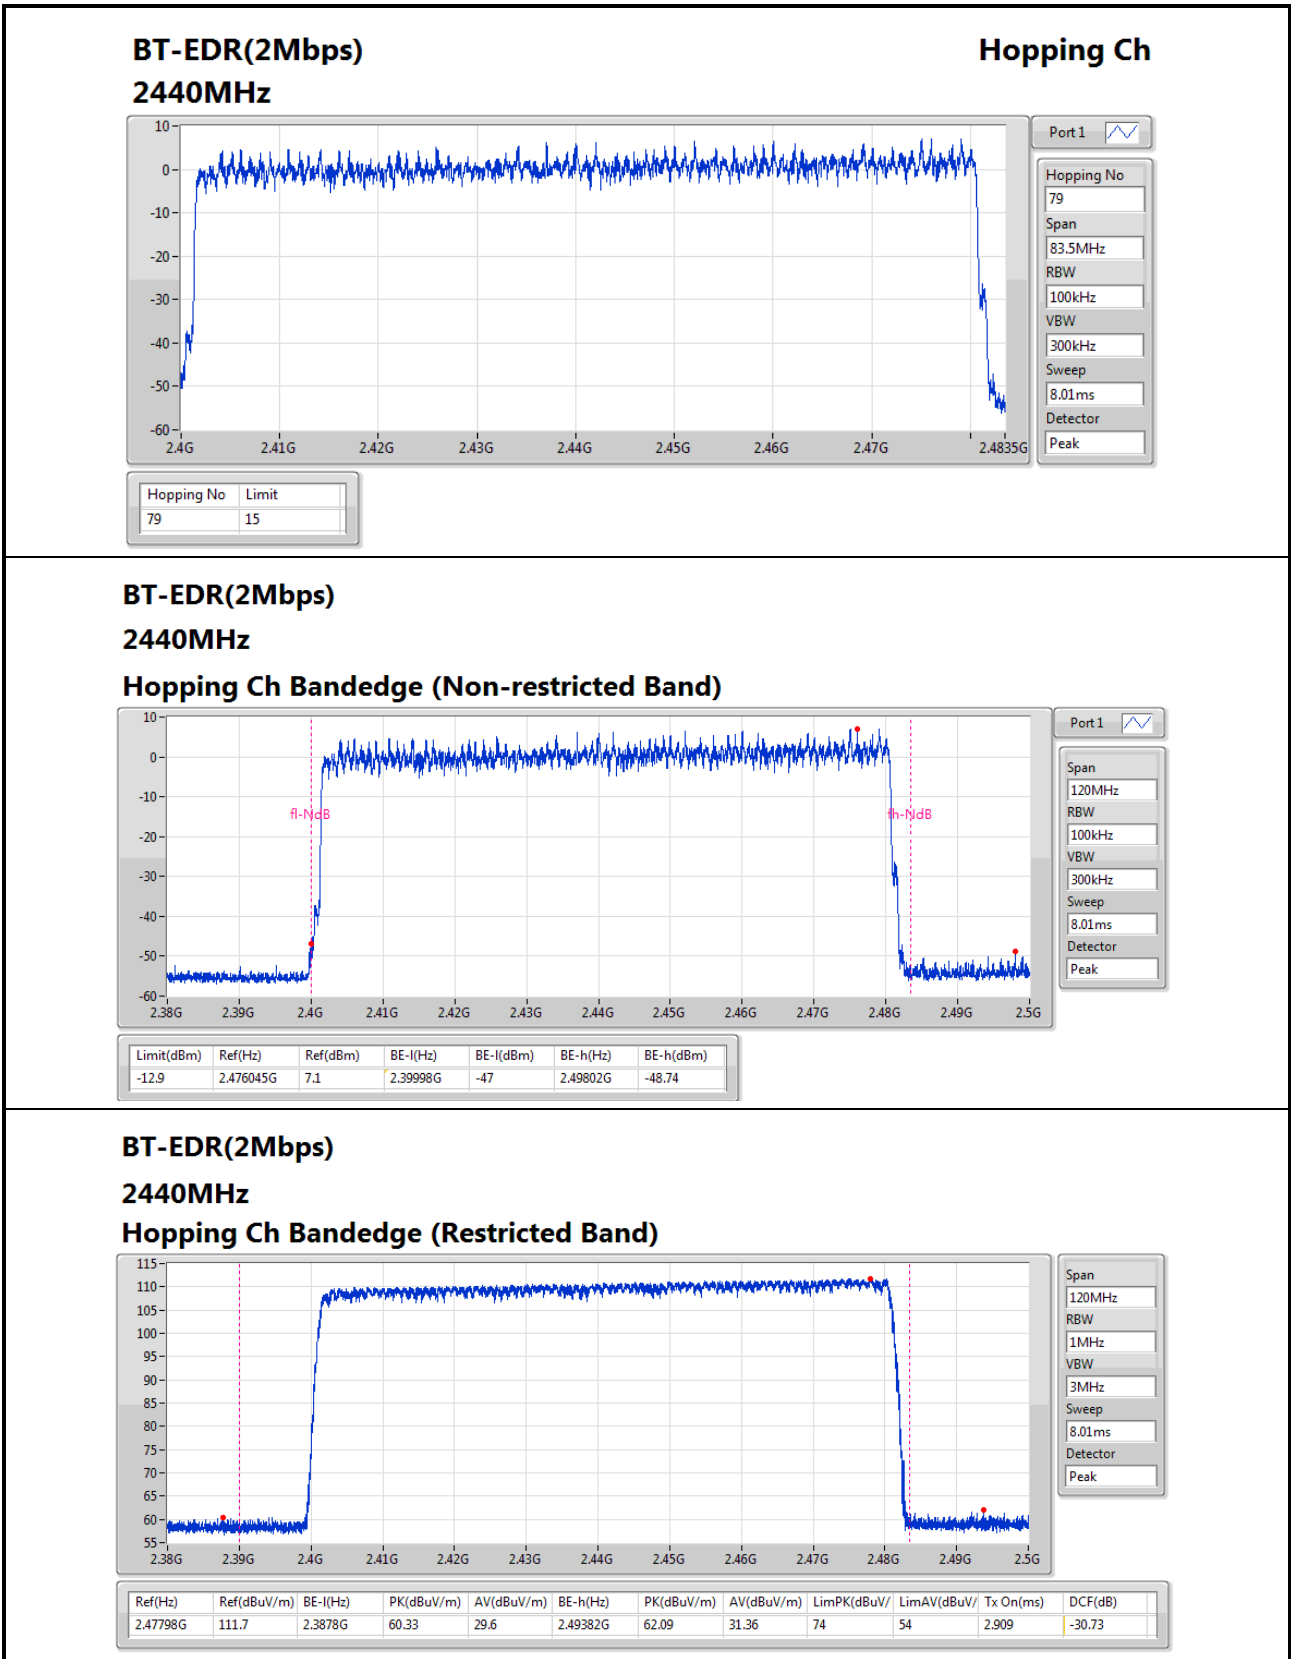 BT-EDR(2Mbps) Hopping Ch
2440MHz
Port 1
10
0
-10
-20
-30
-40
-50
-60
2.4G 2.41G 2.42G 2.43G 2.44G 2.45G 2.46G 2.47G 2.4835G
Hopping No
79
Span
83.5MHz
RBW
100kHz
VBW
300kHz
Sweep
8.01ms
Detector
Peak
Hopping No Limit
79 15
BT-EDR(2Mbps)
2440MHz
Hopping Ch Bandedge (Non-restricted Band)
Port 1
10
0
-10
-20
-30
-40
-50
-60
fl-NdB fh-NdB
2.38G 2.39G 2.4G 2.41G 2.42G 2.43G 2.44G 2.45G 2.46G 2.47G 2.48G 2.49G 2.5G
Span
120MHz
RBW
100kHz
VBW
300kHz
Sweep
8.01ms
Detector
Peak
Limit(dBm) Ref(Hz) Ref(dBm) BE-l(Hz) BE-l(dBm) BE-h(Hz) BE-h(dBm)
-12.9 2.476045G 7.1 2.39998G -47 2.49802G -48.74
BT-EDR(2Mbps)
2440MHz
Hopping Ch Bandedge (Restricted Band)
115
110
105
100
95
90
85
80
75
70
65
60
55
2.38G 2.39G 2.4G 2.41G 2.42G 2.43G 2.44G 2.45G 2.46G 2.47G 2.48G 2.49G 2.5G
Span
120MHz
RBW
1MHz
VBW
3MHz
Sweep
8.01ms
Detector
Peak
Ref(Hz) Ref(dBuV/m) BE-l(Hz) PK(dBuV/m) AV(dBuV/m) BE-h(Hz) PK(dBuV/m) AV(dBuV/m) LimPK(dBuV/ LimAV(dBuV/ Tx On(ms) DCF(dB)
2.47798G 111.7 2.3878G 60.33 29.6 2.49382G 62.09 31.36 74 54 2.909 -30.73